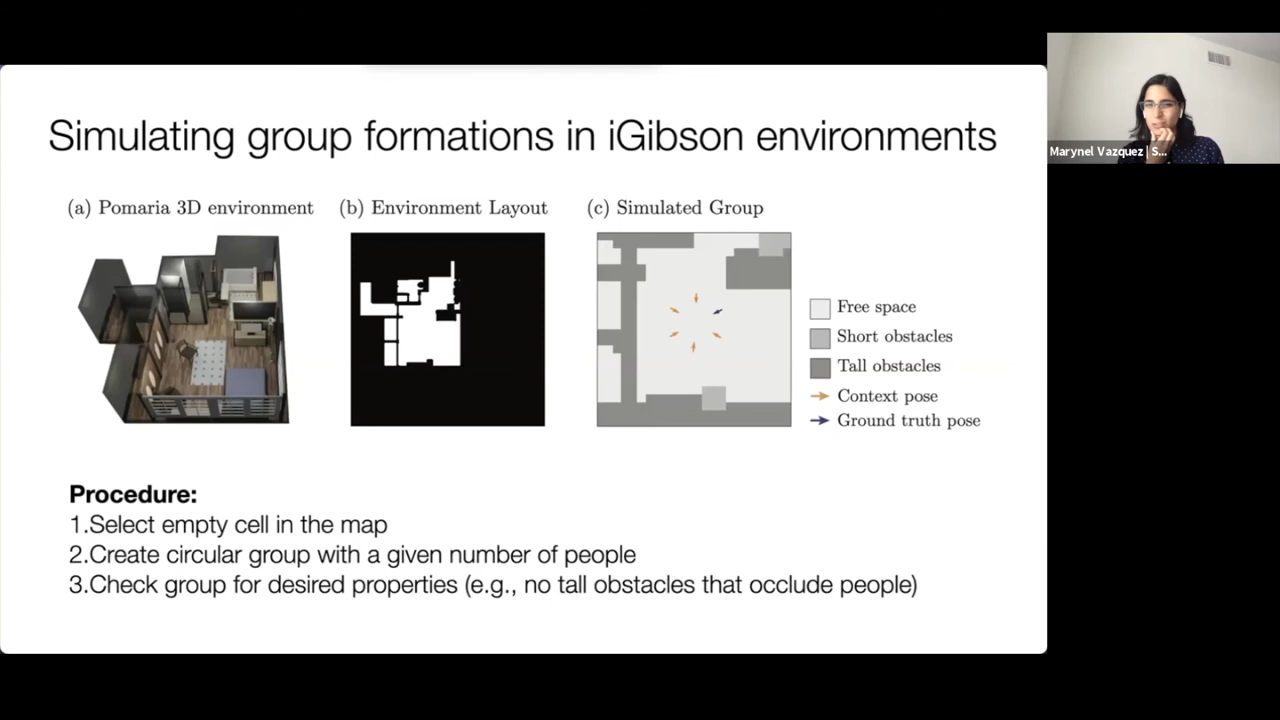 Simulating group formations in iGibson environments
(a) Pomaria 3D environment
(b) Environment Layout
(c) Simulated Group
Free space
Short obstacles
Tall obstacles
Context pose
Ground truth pose
Procedure:
1.Select empty cell in the map
2.Create circular group with a given number of people
3.Check group for desired properties (e.g., no tall obstacles that occlude people)
Marynel Vazquez | S...